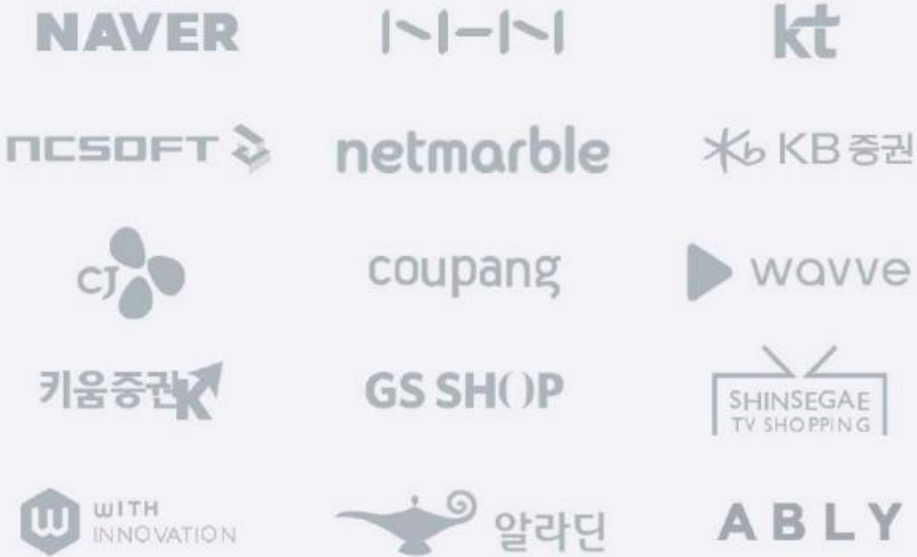 NAVER
NHN
kt
NCSOFT
netmarble
KB 증권
CJ
coupang
wavve
키움증권K
GS SHOP
SHINSEGAE
TV SHOPPING
WITH
INNOVATION
알라딘
ABLY